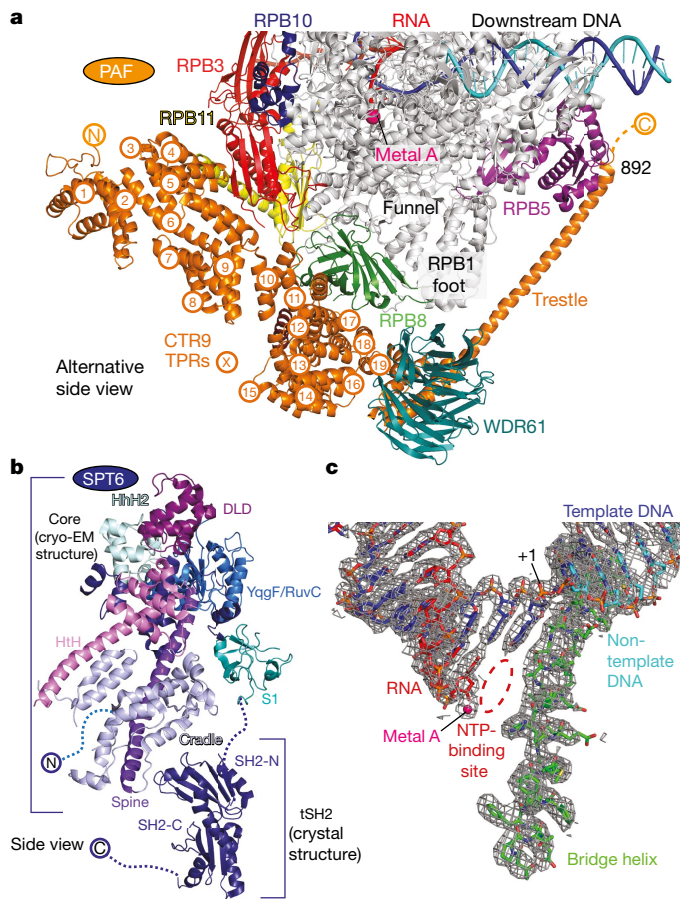 a
RPB10
RNA
Downstream DNA
PAF
RPB3
RPB11
N
C
3
4
Metal A
892
1
2
5
RPB5
6
Funnel
7
9
10
RPB1
foot
8
11
Trestle
12
17
RPB8
CTR9
TPRs
X
18
Alternative
side view
13
19
15
14
16
WDR61
b
SPT6
c
HhH2
DLD
Core
(cryo-EM
structure)
Template DNA
+1
YqgF/RuvC
HtH
S1
Non-
template
DNA
RNA
Metal A
NTP-
binding
site
N
Cradle
SH2-N
Spine
SH2-C
tSH2
(crystal
structure)
Side view
C
Bridge helix